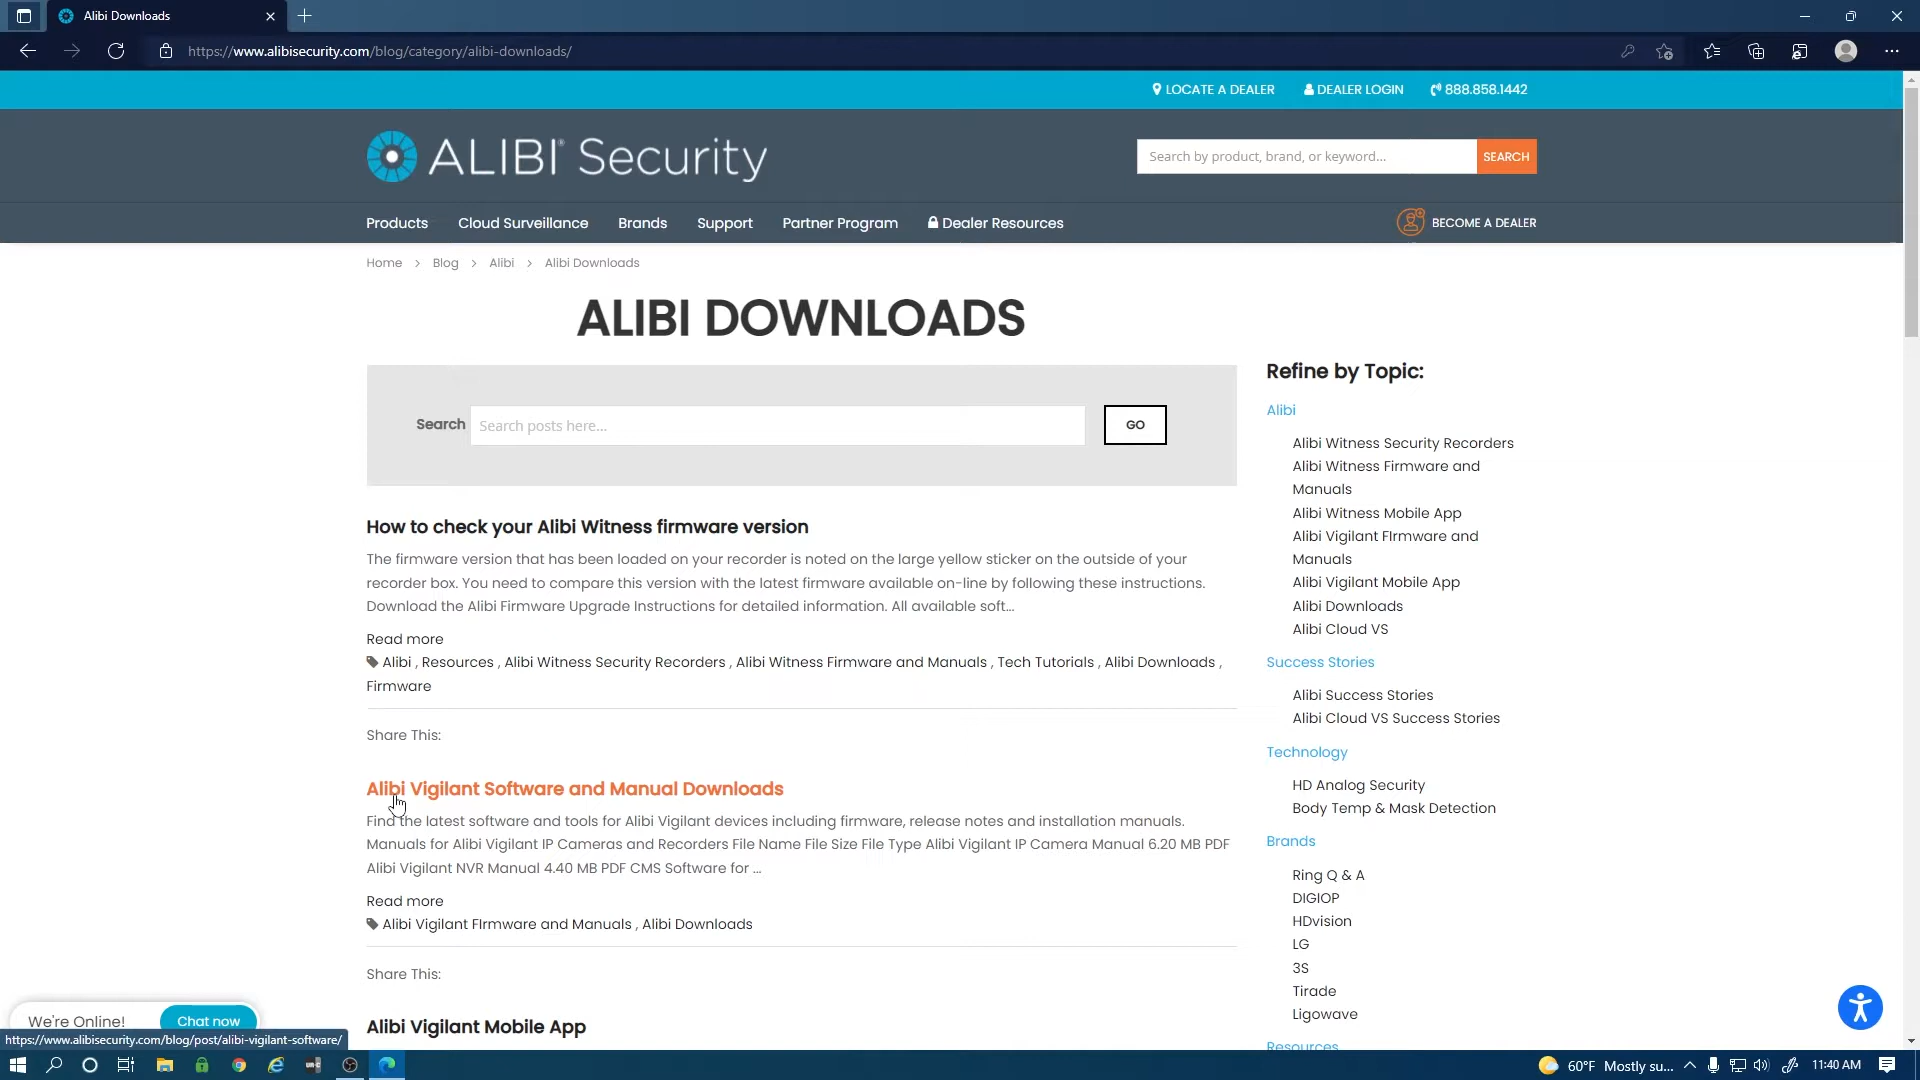 Alibi Downloads
https://www.alibisecurity.com/blog/category/alibi-downloads/
LOCATE A DEALER
DEALER LOGIN
888.858.1442
ALIBI® Security
Search by product, brand, or keyword...
SEARCH
Products
Cloud Surveillance
Brands
Support
Partner Program
Dealer Resources
BECOME A DEALER
Home > Blog > Alibi > Alibi Downloads
ALIBI DOWNLOADS
Search
Search posts here...
GO
How to check your Alibi Witness firmware version
The firmware version that has been loaded on your recorder is noted on the large yellow sticker on the outside of your
recorder box. You need to compare this version with the latest firmware available on-line by following these instructions.
Download the Alibi Firmware Upgrade Instructions for detailed information. All available soft...
Read more
Alibi , Resources , Alibi Witness Security Recorders , Alibi Witness Firmware and Manuals , Tech Tutorials , Alibi Downloads ,
Firmware
Share This:
Alibi Vigilant Software and Manual Downloads
Find the latest software and tools for Alibi Vigilant devices including firmware, release notes and installation manuals.
Manuals for Alibi Vigilant IP Cameras and Recorders File Name File Size File Type Alibi Vigilant IP Camera Manual 6.20 MB PDF
Alibi Vigilant NVR Manual 4.40 MB PDF CMS Software for ...
Read more
Alibi Vigilant FIrmware and Manuals , Alibi Downloads
Share This:
Alibi Vigilant Mobile App
Refine by Topic:
Alibi
Alibi Witness Security Recorders
Alibi Witness Firmware and
Manuals
Alibi Witness Mobile App
Alibi Vigilant FIrmware and
Manuals
Alibi Vigilant Mobile App
Alibi Downloads
Alibi Cloud VS
Success Stories
Alibi Success Stories
Alibi Cloud VS Success Stories
Technology
HD Analog Security
Body Temp & Mask Detection
Brands
Ring Q & A
DIGIOP
HDvision
LG
3S
Tirade
Ligowave
Resources
We're Online!
Chat now
https://www.alibisecurity.com/blog/post/alibi-vigilant-software/
60°F Mostly su...
11:40 AM